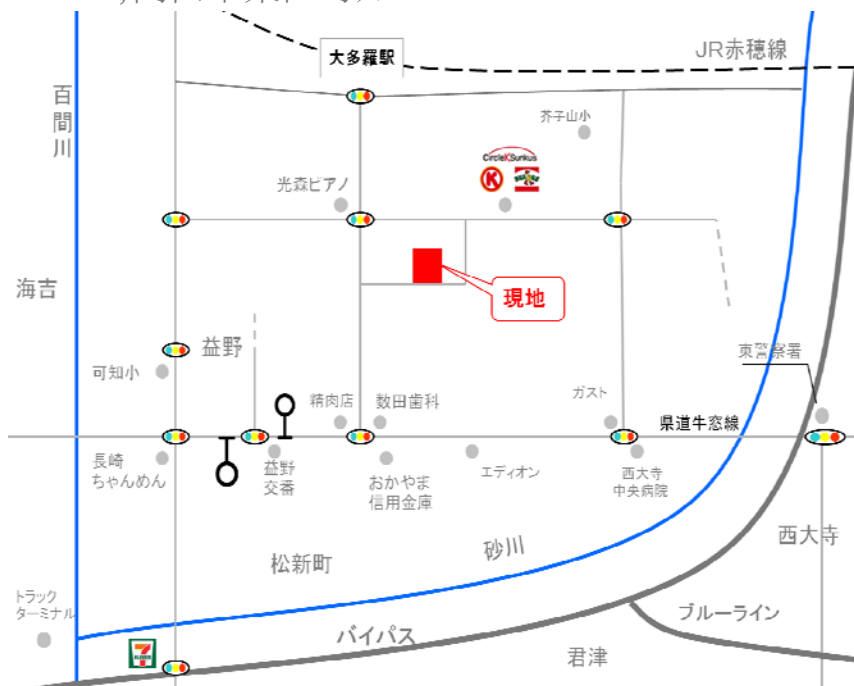 大多羅駅
JR赤穂線
百間川
芥子山小
CircleK Sunkus
K
光森ピアノ
海吉
現地
益野
可知小
東警察署
精肉店
数田歯科
ガスト
県道牛窓線
長崎
ちゃんめん
益野
交番
おかやま
信用金庫
エディオン
西大寺
中央病院
松新町
砂川
西大寺
トラック
ターミナル
バイパス
ブルーライン
7
君津